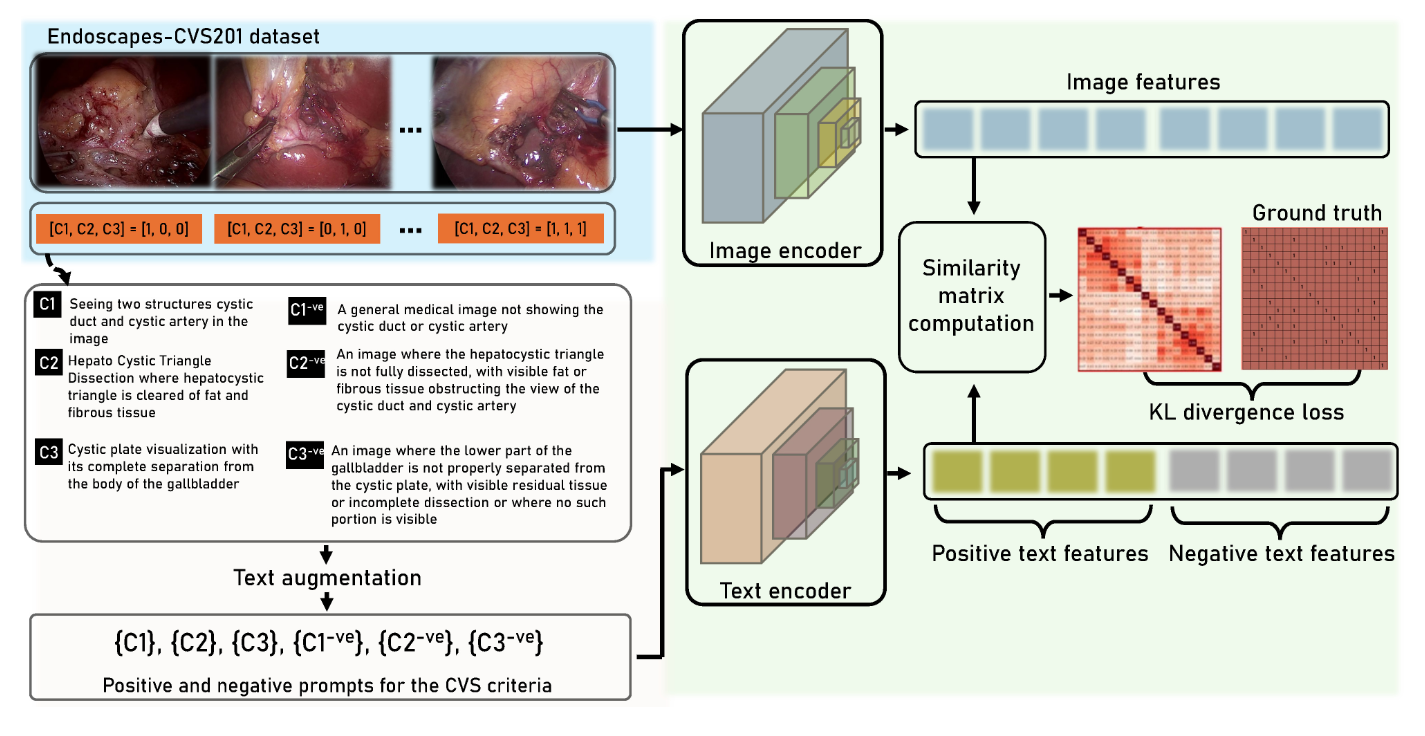 Endoscapes-CVS201 dataset
...
[C1, C2, C3] = [1, 0, 0]
[C1, C2, C3] = [0, 1, 0]
...
[C1, C2, C3] = [1, 1, 1]
C1
Seeing two structures cystic
duct and cystic artery in the
image
C2
Hepato Cystic Triangle
Dissection where hepatocystic
triangle is cleared of fat and
fibrous tissue
C3
Cystic plate visualization with
its complete separation from
the body of the gallbladder
C1-ve
A general medical image not showing the
cystic duct or cystic artery
C2-ve
An image where the hepatocystic triangle
is not fully dissected, with visible fat or
fibrous tissue obstructing the view of the
cystic duct and cystic artery
C3-ve
An image where the lower part of the
gallbladder is not properly separated from
the cystic plate, with visible residual tissue
or incomplete dissection or where no such
portion is visible
Text augmentation
{C1}, {C2}, {C3}, {C1-ve}, {C2-ve}, {C3-ve}
Positive and negative prompts for the CVS criteria
Image encoder
Text encoder
Image features
Similarity
matrix
computation
Ground truth
KL divergence loss
Positive text features
Negative text features